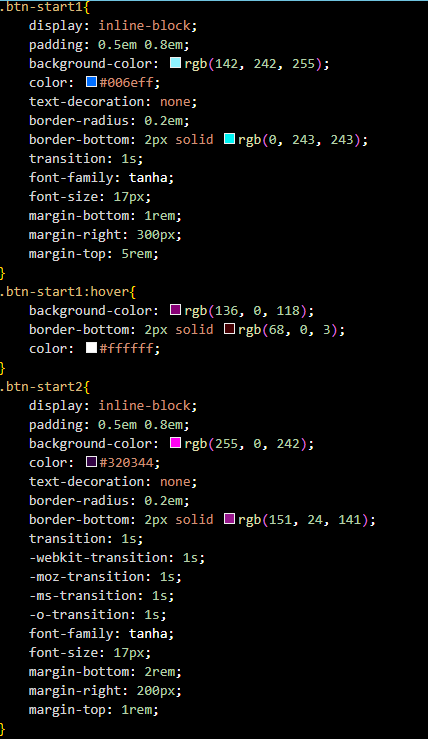 .btn-start1{
    display: inline-block;
    padding: 0.5em 0.8em;
    background-color: rgb(142, 242, 255);
    color: #006eff;
    text-decoration: none;
    border-radius: 0.2em;
    border-bottom: 2px solid rgb(0, 243, 243);
    transition: 1s;
    font-family: tanha;
    font-size: 17px;
    margin-bottom: 1rem;
    margin-right: 300px;
    margin-top: 5rem;
}
.btn-start1:hover{
    background-color: rgb(136, 0, 118);
    border-bottom: 2px solid rgb(68, 0, 3);
    color: #ffffff;
}
.btn-start2{
    display: inline-block;
    padding: 0.5em 0.8em;
    background-color: rgb(255, 0, 242);
    color: #320344;
    text-decoration: none;
    border-radius: 0.2em;
    border-bottom: 2px solid rgb(151, 24, 141);
    transition: 1s;
    -webkit-transition: 1s;
    -moz-transition: 1s;
    -ms-transition: 1s;
    -o-transition: 1s;
    font-family: tanha;
    font-size: 17px;
    margin-bottom: 2rem;
    margin-right: 200px;
    margin-top: 1rem;
}